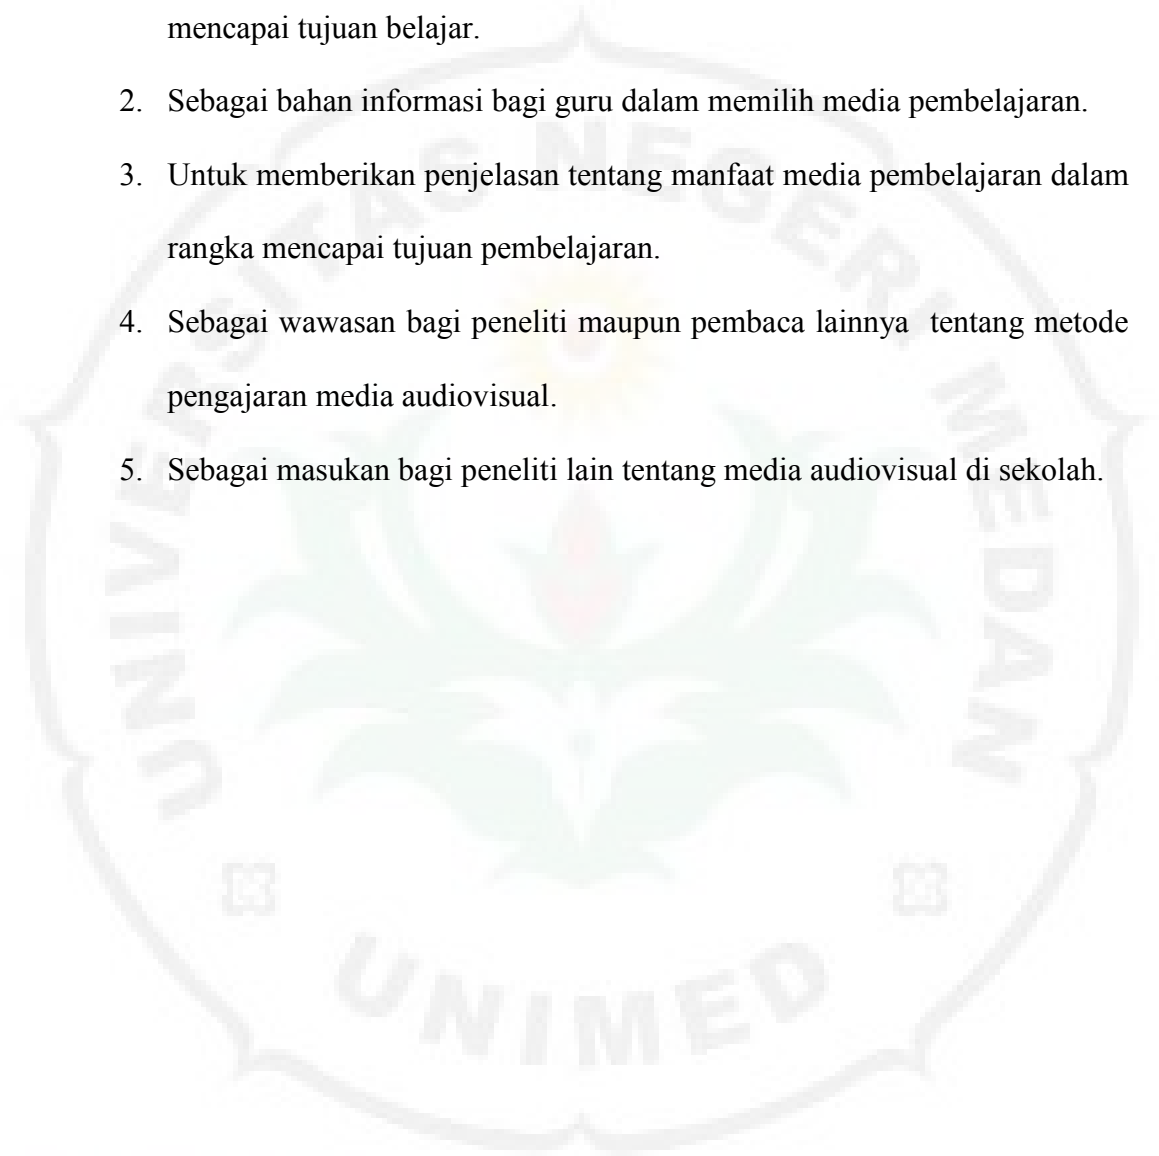 mencapai tujuan belajar.
2. Sebagai bahan informasi bagi guru dalam memilih media pembelajaran.
3. Untuk memberikan penjelasan tentang manfaat media pembelajaran dalam
rangka mencapai tujuan pembelajaran.
4. Sebagai wawasan bagi peneliti maupun pembaca lainnya tentang metode
pengajaran media audiovisual.
5. Sebagai masukan bagi peneliti lain tentang media audiovisual di sekolah.
UNIVERSITAS NEGERI MEDAN
UNIMED